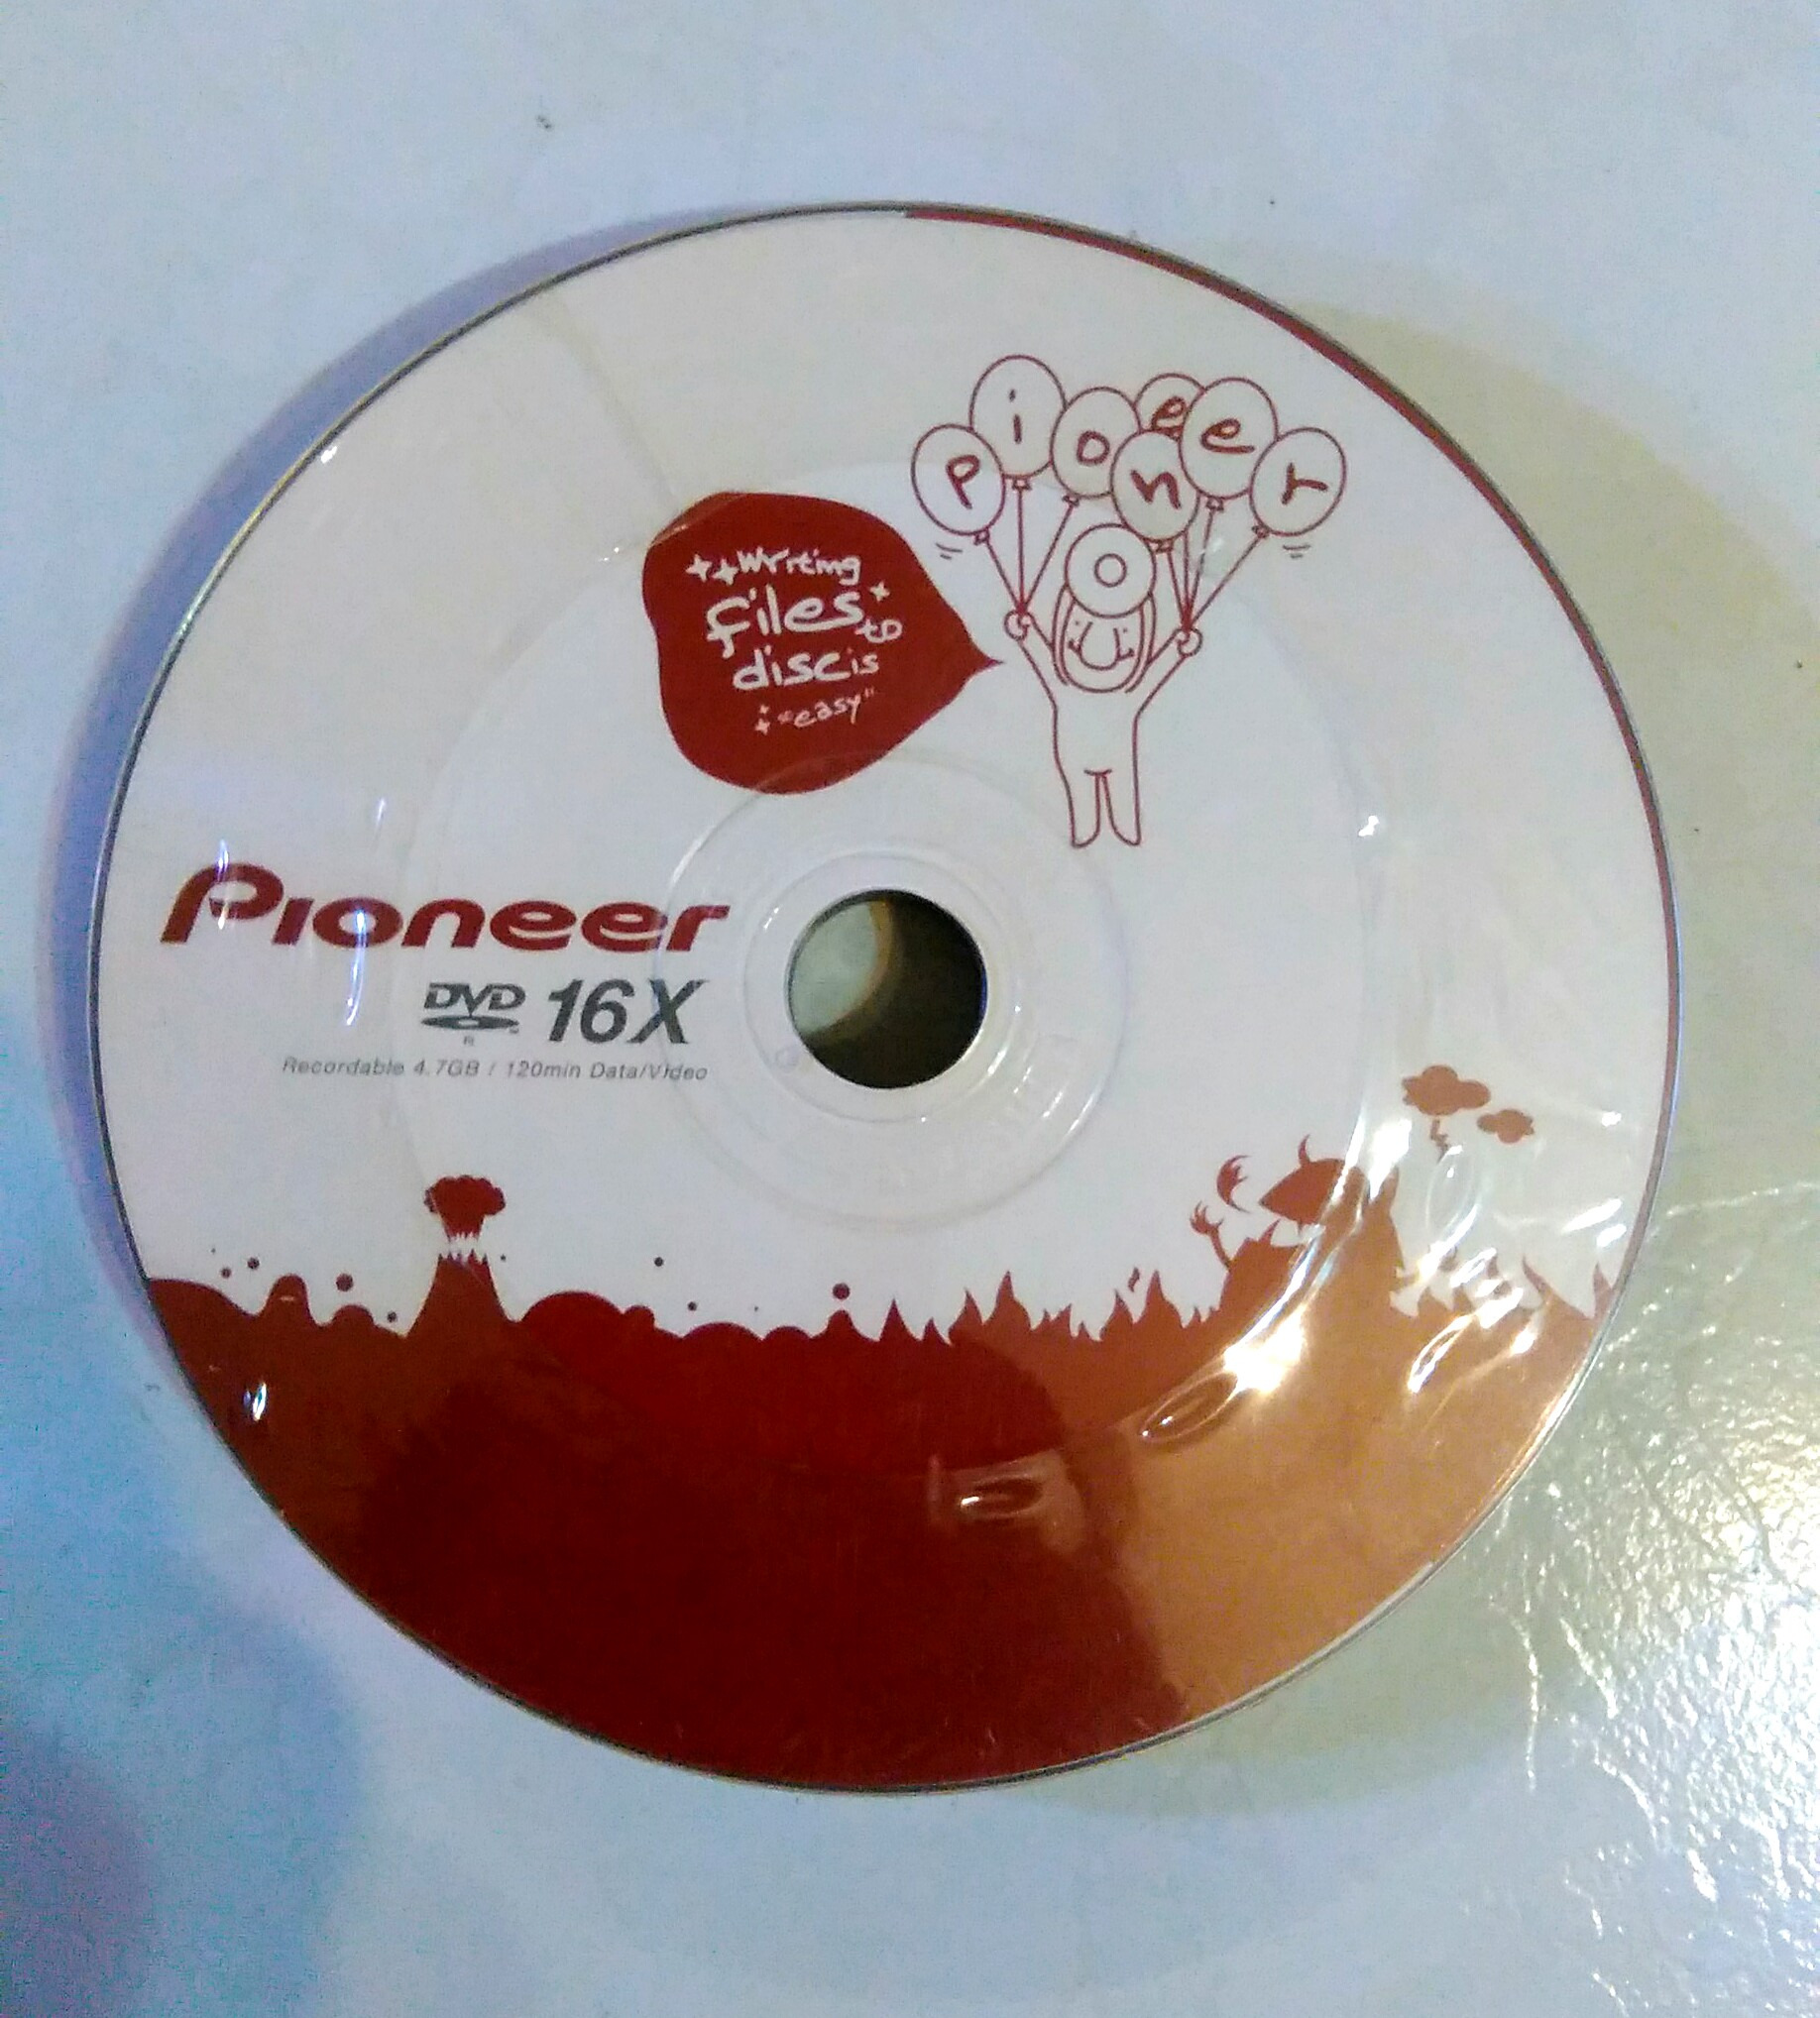 pioneer
writing
files to
disc is
"easy"
Pioneer
DVD 16X
R
Recordable 4.7GB / 120min Data/Video